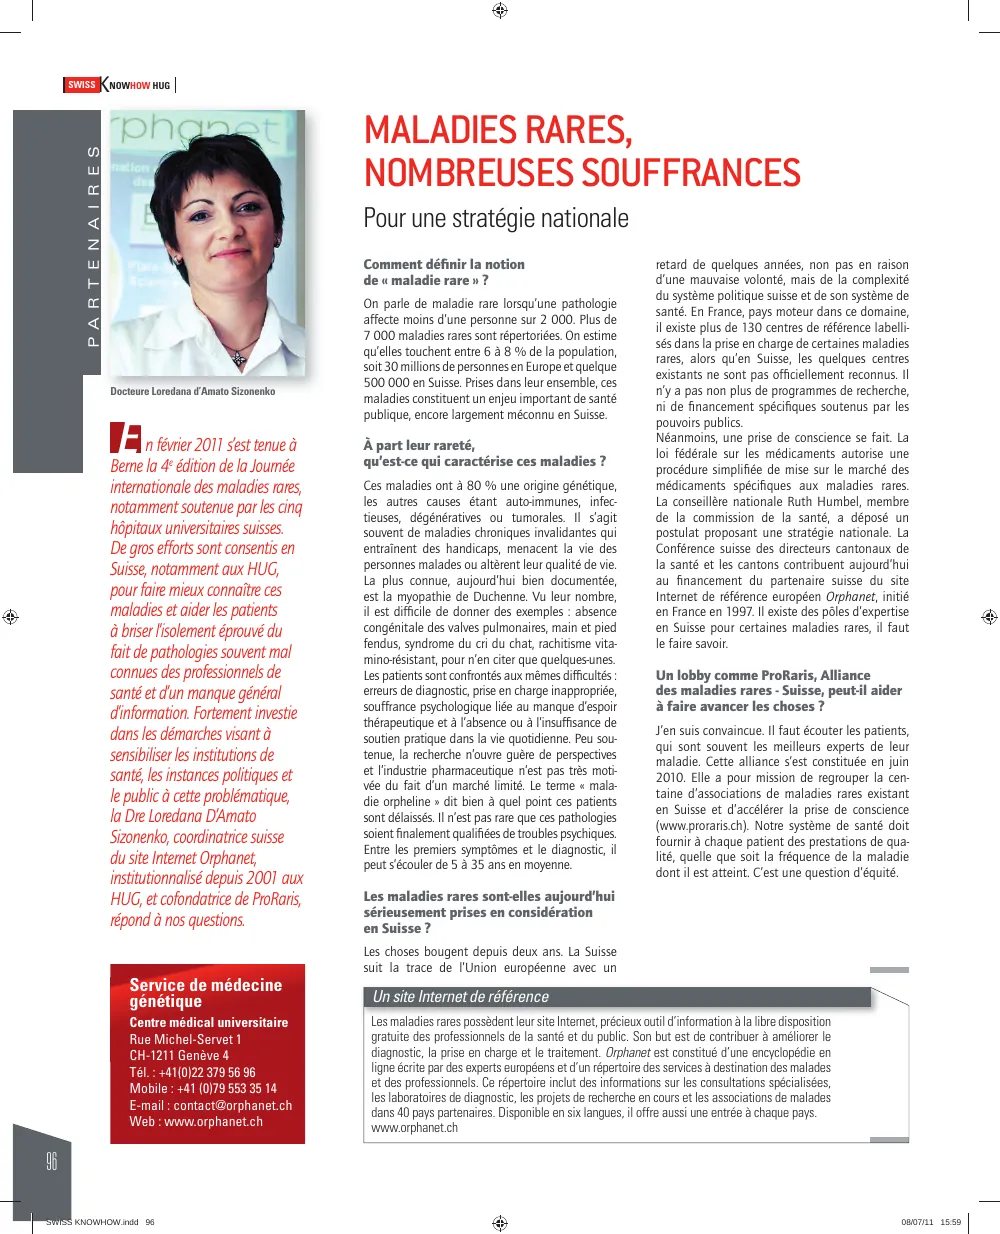 SWISS KNOWHOW HUG
PARTENAIRES
rphanet
Docteure Loredana d’Amato Sizonenko
En février 2011 s’est tenue à
Berne la 4e édition de la Journée
internationale des maladies rares,
notamment soutenue par les cinq
hôpitaux universitaires suisses.
De gros efforts sont consentis en
Suisse, notamment aux HUG,
pour faire mieux connaître ces
maladies et aider les patients
à briser l’isolement éprouvé du
fait de pathologies souvent mal
connues des professionnels de
santé et d’un manque général
d’information. Fortement investie
dans les démarches visant à
sensibiliser les institutions de
santé, les instances politiques et
le public à cette problématique,
la Dre Loredana D’Amato
Sizonenko, coordinatrice suisse
du site Internet Orphanet,
institutionnalisé depuis 2001 aux
HUG, et cofondatrice de ProRaris,
répond à nos questions.
Service de médecine
génétique
Centre médical universitaire
Rue Michel-Servet 1
CH-1211 Genève 4
Tél. : +41(0)22 379 56 96
Mobile : +41 (0)79 553 35 14
E-mail : contact@orphanet.ch
Web : www.orphanet.ch
MALADIES RARES,
NOMBREUSES SOUFFRANCES
Pour une stratégie nationale
Comment définir la notion
de « maladie rare » ?
On parle de maladie rare lorsqu’une pathologie
affecte moins d’une personne sur 2 000. Plus de
7 000 maladies rares sont répertoriées. On estime
qu’elles touchent entre 6 à 8 % de la population,
soit 30 millions de personnes en Europe et quelque
500 000 en Suisse. Prises dans leur ensemble, ces
maladies constituent un enjeu important de santé
publique, encore largement méconnu en Suisse.
À part leur rareté,
qu’est-ce qui caractérise ces maladies ?
Ces maladies ont à 80 % une origine génétique,
les autres causes étant auto-immunes, infec-
tieuses, dégénératives ou tumorales. Il s’agit
souvent de maladies chroniques invalidantes qui
entraînent des handicaps, menacent la vie des
personnes malades ou altèrent leur qualité de vie.
La plus connue, aujourd’hui bien documentée,
est la myopathie de Duchenne. Vu leur nombre,
il est difficile de donner des exemples : absence
congénitale des valves pulmonaires, main et pied
fendus, syndrome du cri du chat, rachitisme vita-
mino-résistant, pour n’en citer que quelques-unes.
Les patients sont confrontés aux mêmes difficultés :
erreurs de diagnostic, prise en charge inappropriée,
souffrance psychologique liée au manque d’espoir
thérapeutique et à l’absence ou à l’insuffisance de
soutien pratique dans la vie quotidienne. Peu sou-
tenue, la recherche n’ouvre guère de perspectives
et l’industrie pharmaceutique n’est pas très moti-
vée du fait d’un marché limité. Le terme « mala-
die orpheline » dit bien à quel point ces patients
sont délaissés. Il n’est pas rare que ces pathologies
soient finalement qualifiées de troubles psychiques.
Entre les premiers symptômes et le diagnostic, il
peut s’écouler de 5 à 35 ans en moyenne.
Les maladies rares sont-elles aujourd’hui
sérieusement prises en considération
en Suisse ?
Les choses bougent depuis deux ans. La Suisse
suit la trace de l’Union européenne avec un
retard de quelques années, non pas en raison
d’une mauvaise volonté, mais de la complexité
du système politique suisse et de son système de
santé. En France, pays moteur dans ce domaine,
il existe plus de 130 centres de référence labelli-
sés dans la prise en charge de certaines maladies
rares, alors qu’en Suisse, les quelques centres
existants ne sont pas officiellement reconnus. Il
n’y a pas non plus de programmes de recherche,
ni de financement spécifiques soutenus par les
pouvoirs publics.
Néanmoins, une prise de conscience se fait. La
loi fédérale sur les médicaments autorise une
procédure simplifiée de mise sur le marché des
médicaments spécifiques aux maladies rares.
La conseillère nationale Ruth Humbel, membre
de la commission de la santé, a déposé un
postulat proposant une stratégie nationale. La
Conférence suisse des directeurs cantonaux de
la santé et les cantons contribuent aujourd’hui
au financement du partenaire suisse du site
Internet de référence européen Orphanet, initié
en France en 1997. Il existe des pôles d’expertise
en Suisse pour certaines maladies rares, il faut
le faire savoir.
Un lobby comme ProRaris, Alliance
des maladies rares - Suisse, peut-il aider
à faire avancer les choses ?
J’en suis convaincue. Il faut écouter les patients,
qui sont souvent les meilleurs experts de leur
maladie. Cette alliance s’est constituée en juin
2010. Elle a pour mission de regrouper la cen-
taine d’associations de maladies rares existant
en Suisse et d’accélérer la prise de conscience
(www.proraris.ch). Notre système de santé doit
fournir à chaque patient des prestations de qua-
lité, quelle que soit la fréquence de la maladie
dont il est atteint. C’est une question d’équité.
Un site Internet de référence
Les maladies rares possèdent leur site Internet, précieux outil d’information à la libre disposition
gratuite des professionnels de la santé et du public. Son but est de contribuer à améliorer le
diagnostic, la prise en charge et le traitement. Orphanet est constitué d’une encyclopédie en
ligne écrite par des experts européens et d’un répertoire des services à destination des malades
et des professionnels. Ce répertoire inclut des informations sur les consultations spécialisées,
les laboratoires de diagnostic, les projets de recherche en cours et les associations de malades
dans 40 pays partenaires. Disponible en six langues, il offre aussi une entrée à chaque pays.
www.orphanet.ch
96
SWISS KNOWHOW.indd 96
08/07/11 15:59